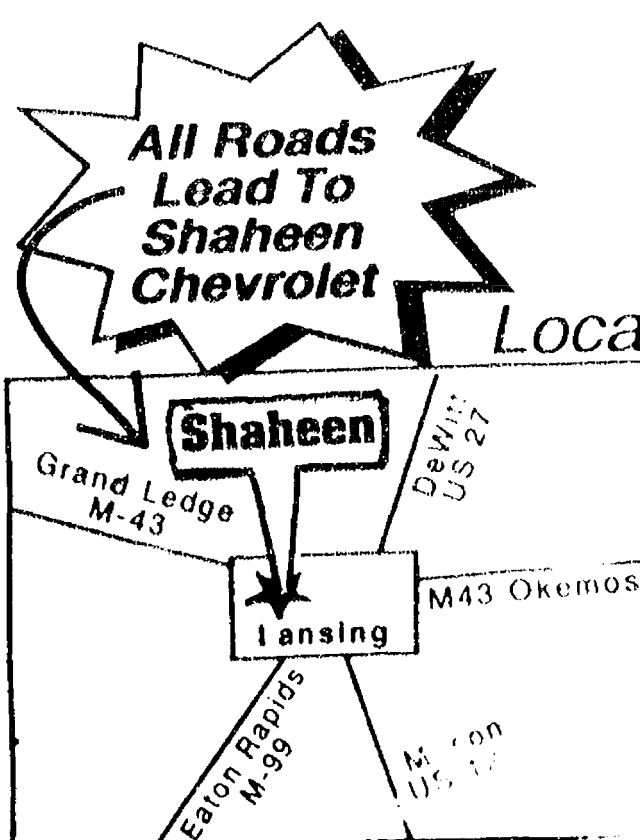 All Roads
Lead To
Shaheen
Chevrolet
Loca
Shaheen
DeWitt
US 27
Grand Ledge
M-43
M43 Okemos
Lansing
Eaton Rapids
M-99
US